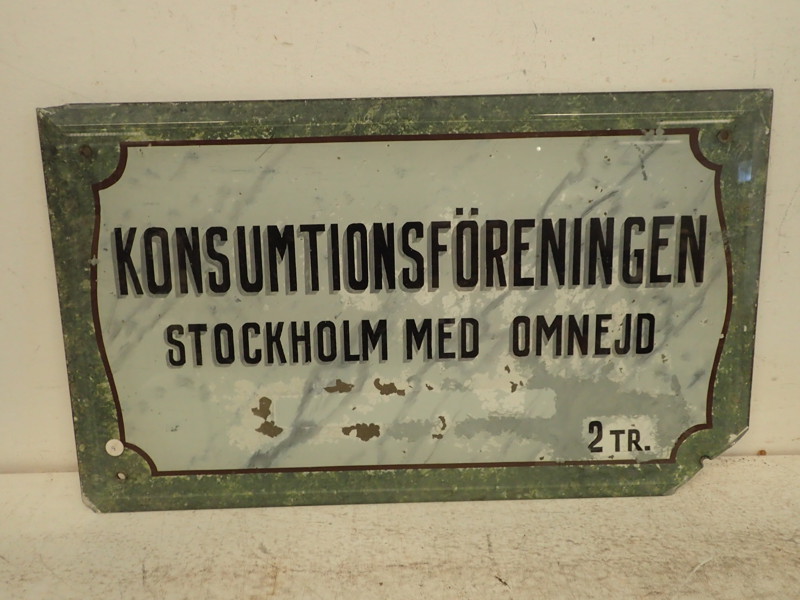 KONSUMTIONSFÖRENINGEN
STOCKHOLM MED OMNEJD
2 TR.